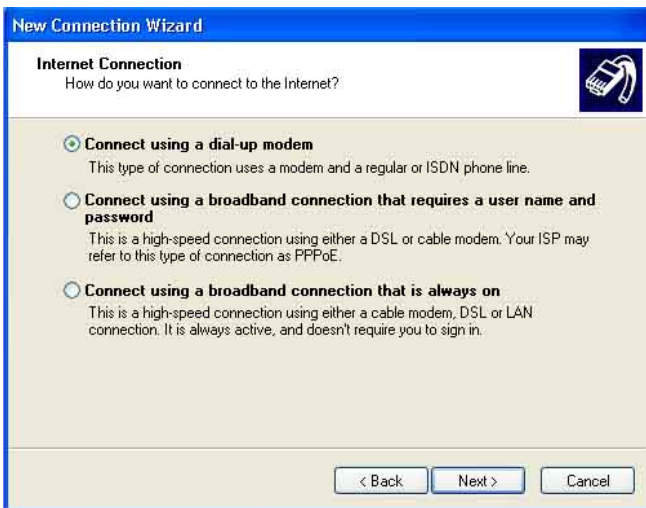 New Connection Wizard
Internet Connection
How do you want to connect to the Internet?
Connect using a dial-up modem
This type of connection uses a modem and a regular or ISDN phone line.
Connect using a broadband connection that requires a user name and
password
This is a high-speed connection using either a DSL or cable modem. Your ISP may
refer to this type of connection as PPPoE.
Connect using a broadband connection that is always on
This is a high-speed connection using either a cable modem, DSL or LAN
connection. It is always active, and doesn't require you to sign in.
< Back Next > Cancel